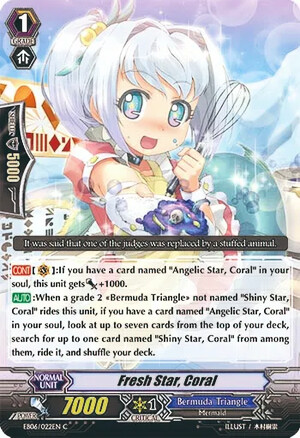 1
GRADE
5000
SHIELD
It was said that one of the judges was replaced by a stuffed animal.
CONT [ ]:If you have a card named "Angelic Star, Coral" in your
soul, this unit gets +1000.
AUTO:When a grade 2 «Bermuda Triangle» not named "Shiny Star,
Coral" rides this unit, if you have a card named "Angelic Star, Coral"
in your soul, look at up to seven cards from the top of your deck,
search for up to one card named "Shiny Star, Coral" from among
them, ride it, and shuffle your deck.
NORMAL
UNIT
Fresh Star, Coral
POWER
7000
1
CRITICAL
Bermuda Triangle
Mermaid
EB06/022EN C
ILLUST / 木村樹崇